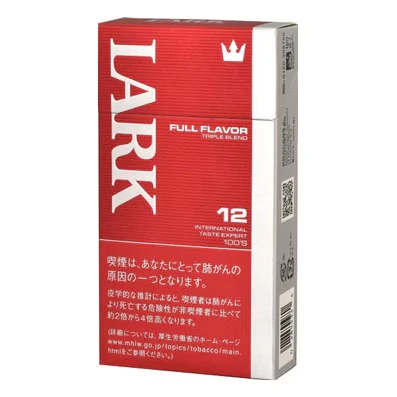 LARK
FULL FLAVOR
TRIPLE BLEND
12
INTERNATIONAL
TASTE EXPERT
100'S
喫煙は、あなたにとって肺がんの
原因の一つとなります。
疫学的な推計によると、喫煙者は肺がんに
より死亡する危険性が非喫煙者に比べて
約2倍から4倍高くなります。
(詳細については、厚生労働省のホーム・ページ
www.mhlw.go.jp/topics/tobacco/main.
htmlをご参照ください。)